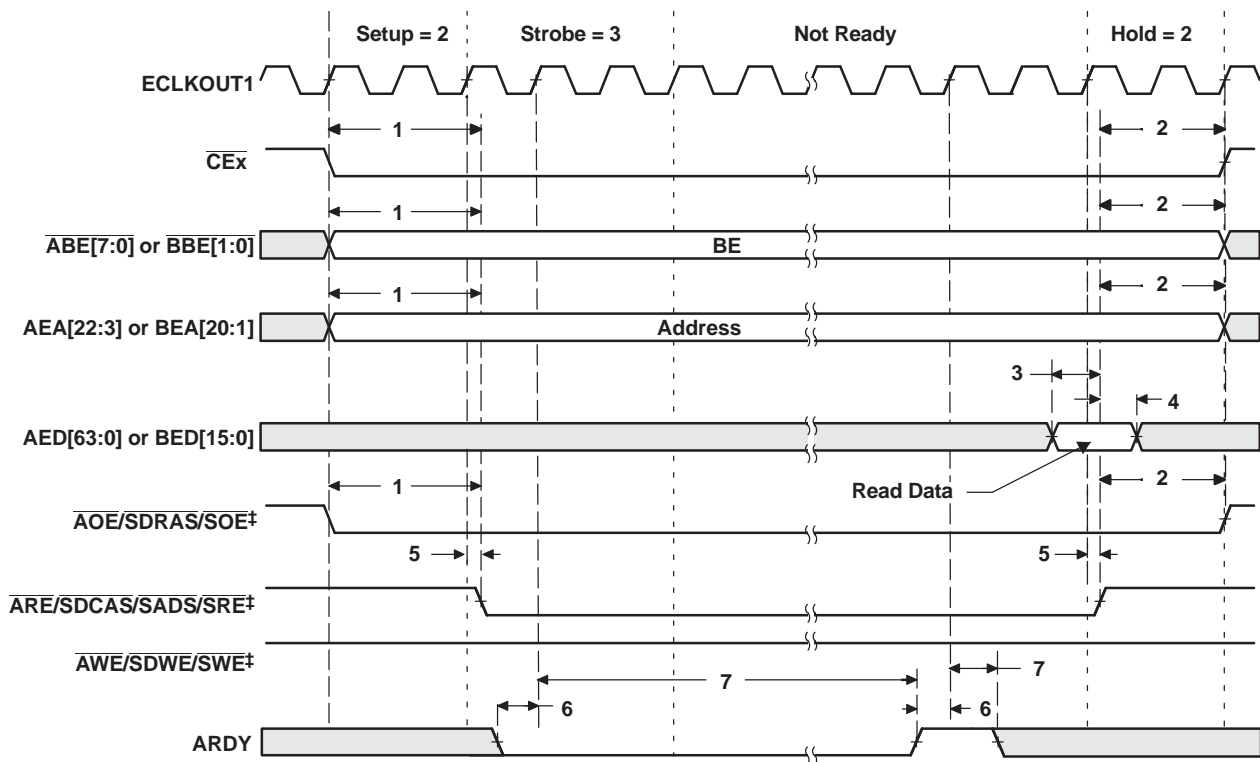 Setup = 2 Strobe = 3 Not Ready Hold = 2
ECLKOUT1
1 2
CEx
1 2
ABE[7:0] or BBE[1:0] BE
1 2
AEA[22:3] or BEA[20:1] Address
3
4
AED[63:0] or BED[15:0]
1 Read Data 2
AOE/SDRAS/SOE‡
5 5
ARE/SDCAS/SADS/SRE‡
AWE/SDWE/SWE‡
7 7
6 6
ARDY